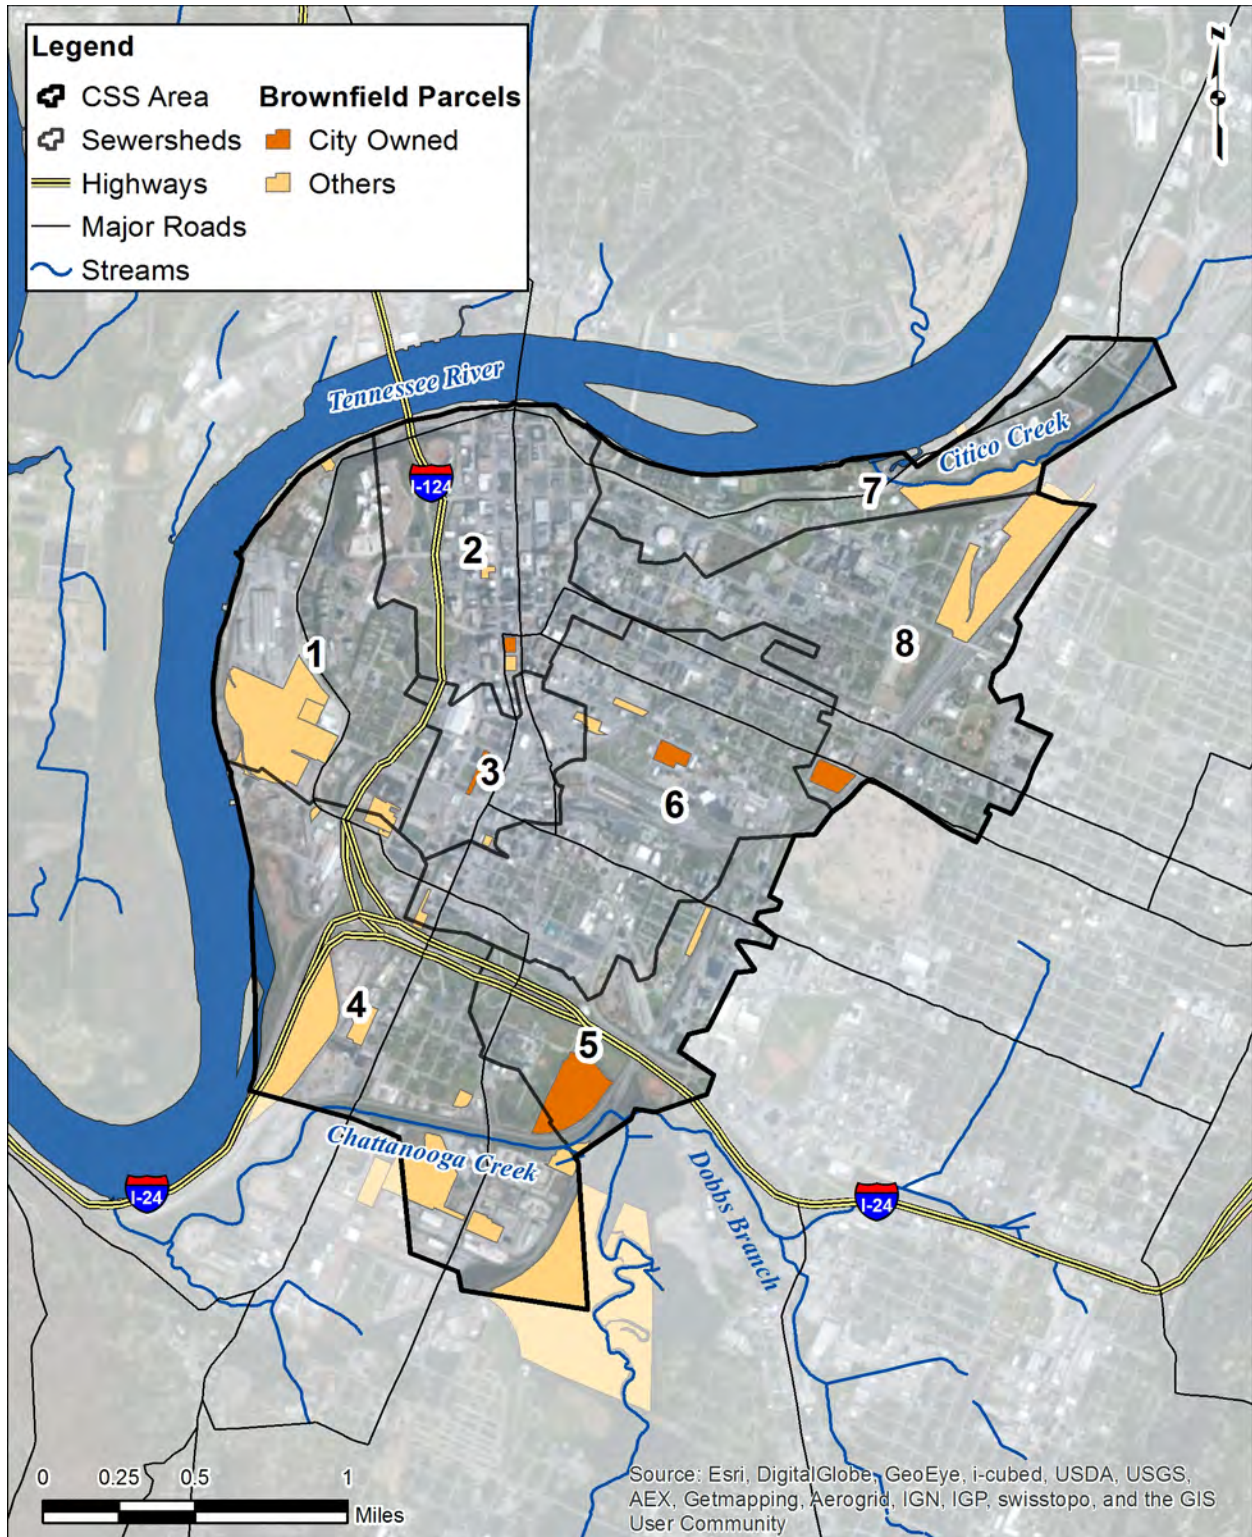 Legend
CSS Area
Sewersheds
Highways
Major Roads
Streams
Brownfield Parcels
City Owned
Others
N
Tennessee River
I-124
Citico Creek
7
2
8
1
3
6
4
5
Chattanooga Creek
Dobbs Branch
I-24
I-24
0 0.25 0.5 1
Miles
Source: Esri, DigitalGlobe, GeoEye, i-cubed, USDA, USGS,
AEX, Getmapping, Aerogrid, IGN, IGP, swisstopo, and the GIS
User Community